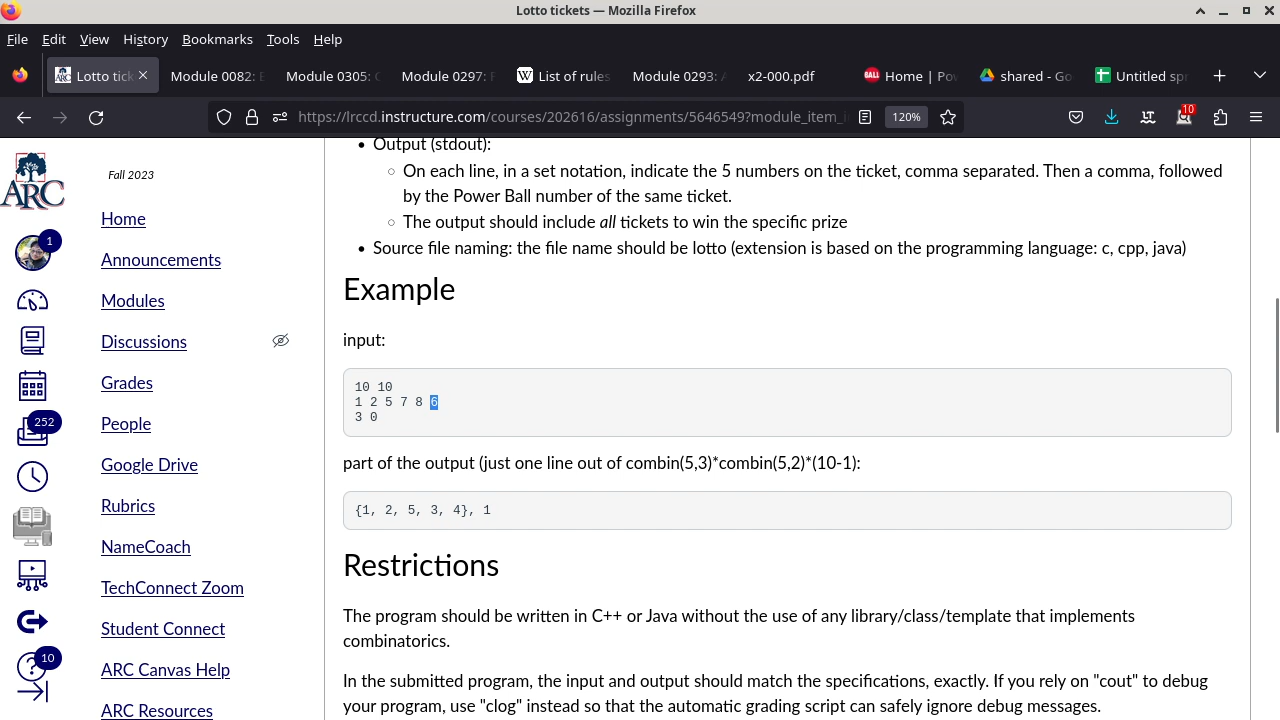 Lotto tickets — Mozilla Firefox
File Edit View History Bookmarks Tools Help
Lotto tick
Module 0082: E
Module 0305: C
Module 0297: F
List of rules
Module 0293: A
x2-000.pdf
Home | Pow
shared - Go
Untitled spr
https://lrccd.instructure.com/courses/202616/assignments/5646549?module_item_i
120%
10
ARC
1
252
10
Fall 2023
Home
Announcements
Modules
Discussions
Grades
People
Google Drive
Rubrics
NameCoach
TechConnect Zoom
Student Connect
ARC Canvas Help
ARC Resources
• Output (stdout):
◦ On each line, in a set notation, indicate the 5 numbers on the ticket, comma separated. Then a comma, followed
by the Power Ball number of the same ticket.
◦ The output should include all tickets to win the specific prize
• Source file naming: the file name should be lotto (extension is based on the programming language: c, cpp, java)
Example
input:
10 10
1 2 5 7 8 6
3 0
part of the output (just one line out of combin(5,3)*combin(5,2)*(10-1):
{1, 2, 5, 3, 4}, 1
Restrictions
The program should be written in C++ or Java without the use of any library/class/template that implements
combinatorics.
In the submitted program, the input and output should match the specifications, exactly. If you rely on "cout" to debug
your program, use "clog" instead so that the automatic grading script can safely ignore debug messages.